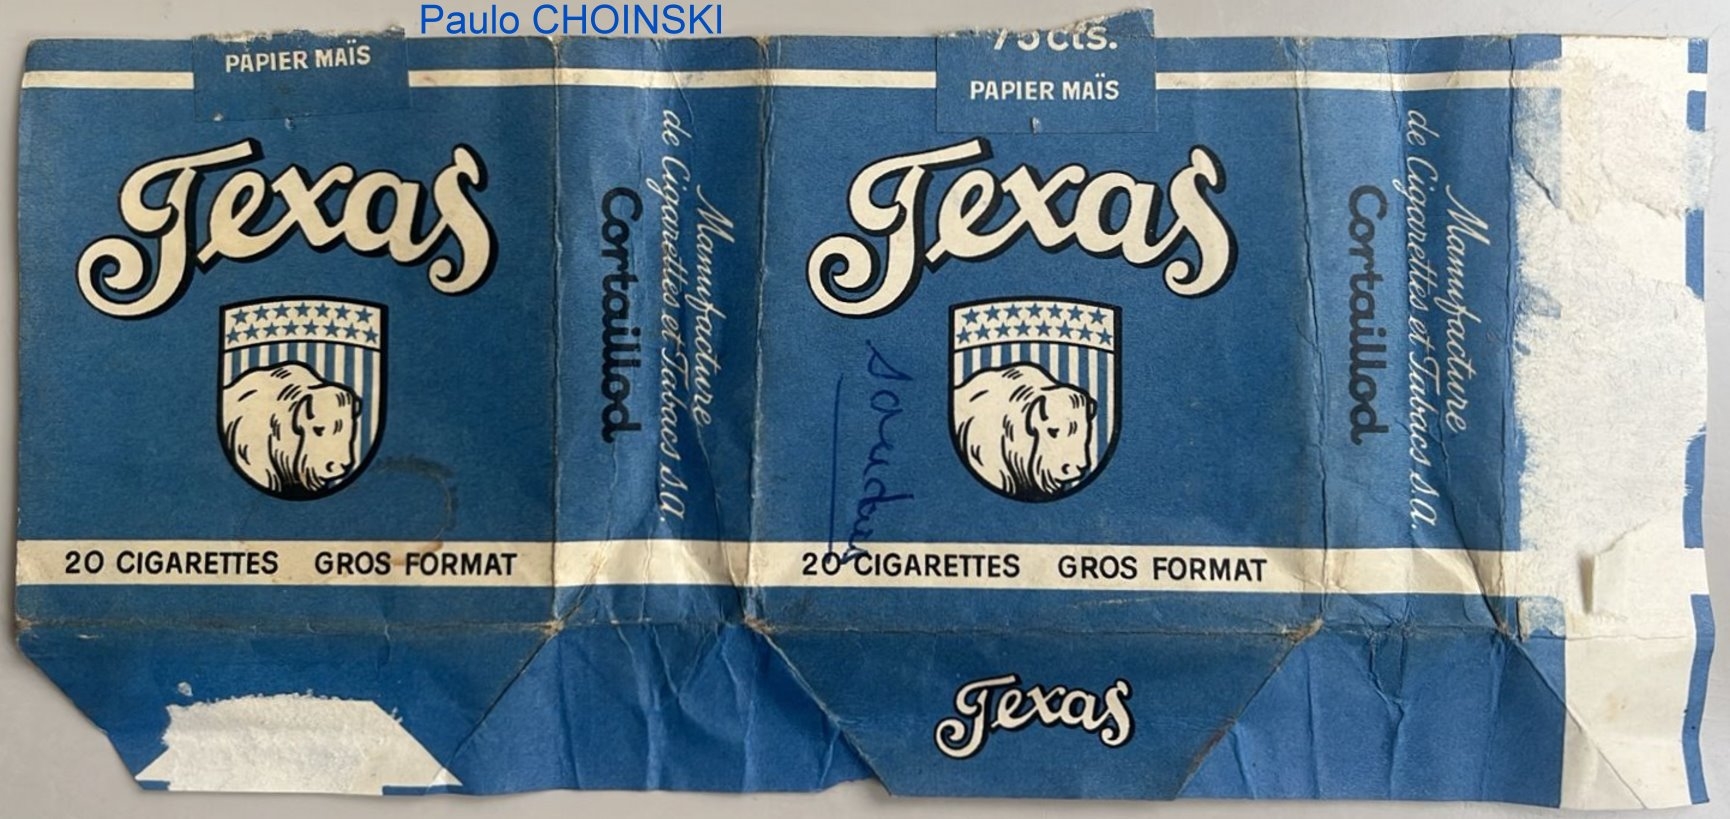 Paulo CHOINSKI
PAPIER MAÏS
Texas
20 CIGARETTES GROS FORMAT
Manufacture
de Cigarettes et Tabacs S.A.
Cortaillod
75 cts.
PAPIER MAÏS
Texas
20 CIGARETTES GROS FORMAT
Texas
Manufacture
de Cigarettes et Tabacs S.A.
Cortaillod